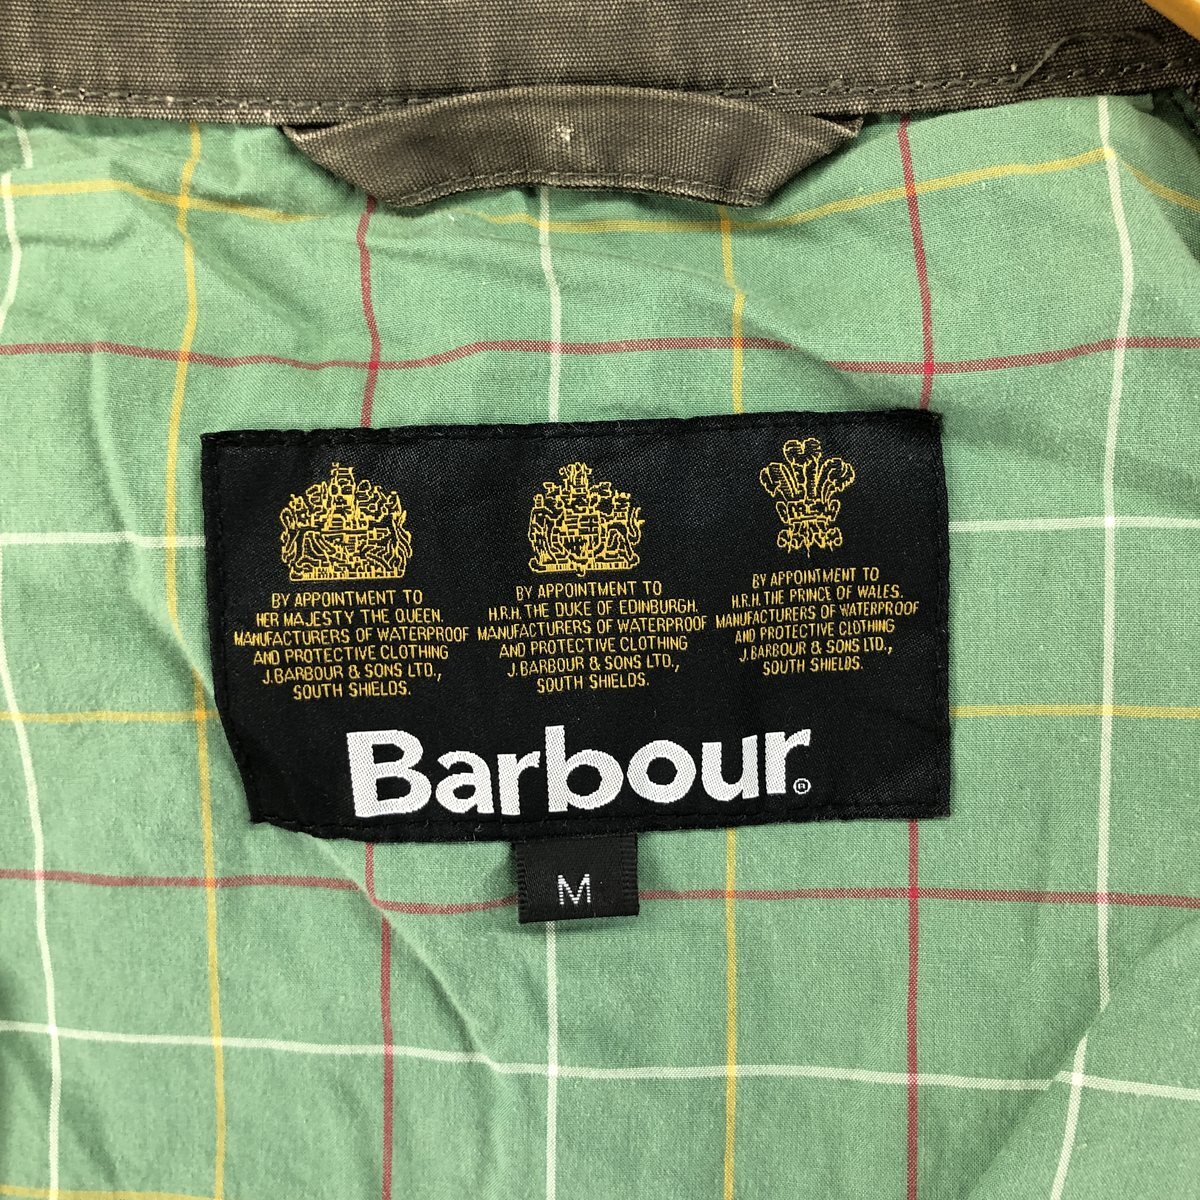 BY APPOINTMENT TO
HER MAJESTY THE QUEEN.
MANUFACTURERS OF WATERPROOF
AND PROTECTIVE CLOTHING
J.BARBOUR & SONS LTD.,
SOUTH SHIELDS.
BY APPOINTMENT TO
H.R.H. THE DUKE OF EDINBURGH.
MANUFACTURERS OF WATERPROOF
AND PROTECTIVE CLOTHING
J.BARBOUR & SONS LTD.,
SOUTH SHIELDS.
BY APPOINTMENT TO
H.R.H. THE PRINCE OF WALES.
MANUFACTURERS OF WATERPROOF
AND PROTECTIVE CLOTHING
J.BARBOUR & SONS LTD.,
SOUTH SHIELDS.
Barbour®
M